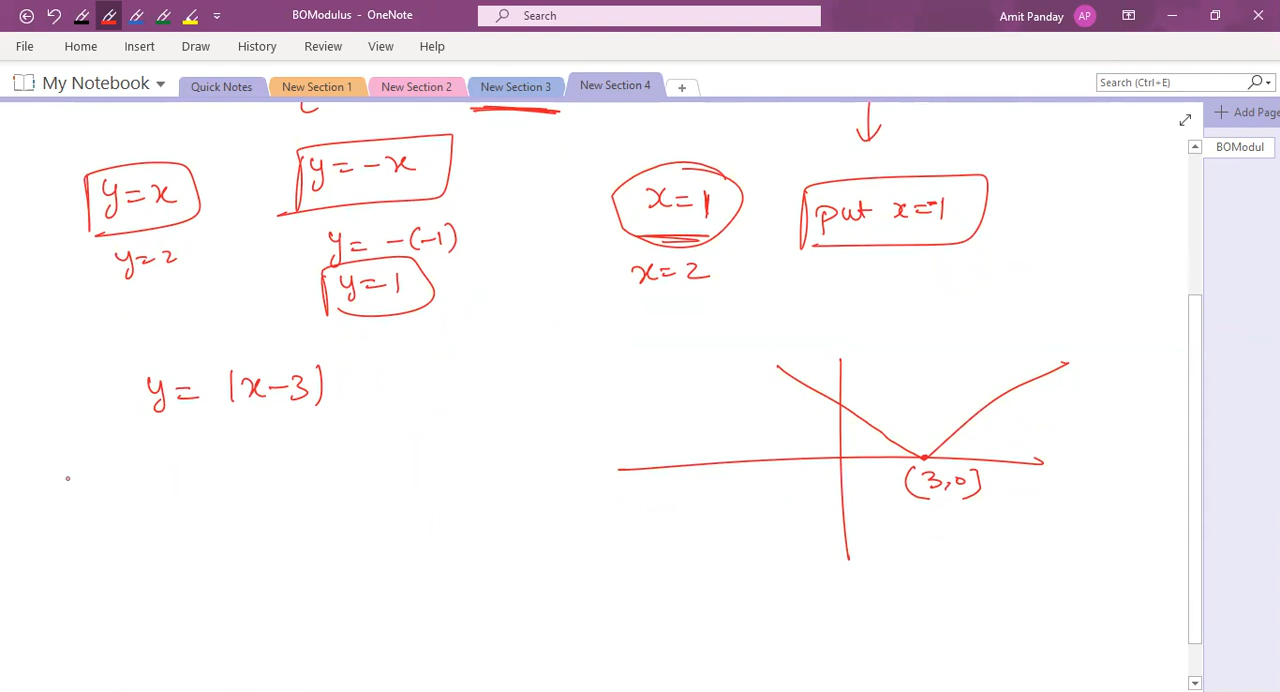 BOModulus - OneNote
Search
Amit Panday AP
File Home Insert Draw History Review View Help
My Notebook Quick Notes New Section 1 New Section 2 New Section 3 New Section 4 +
Search (Ctrl+E)
Add Page
BOModul
y = x
y = -x
x = 1
put x = -1
y = 2
y = -(-1)
x = 2
y = 1
y = |x-3|
(3,0)